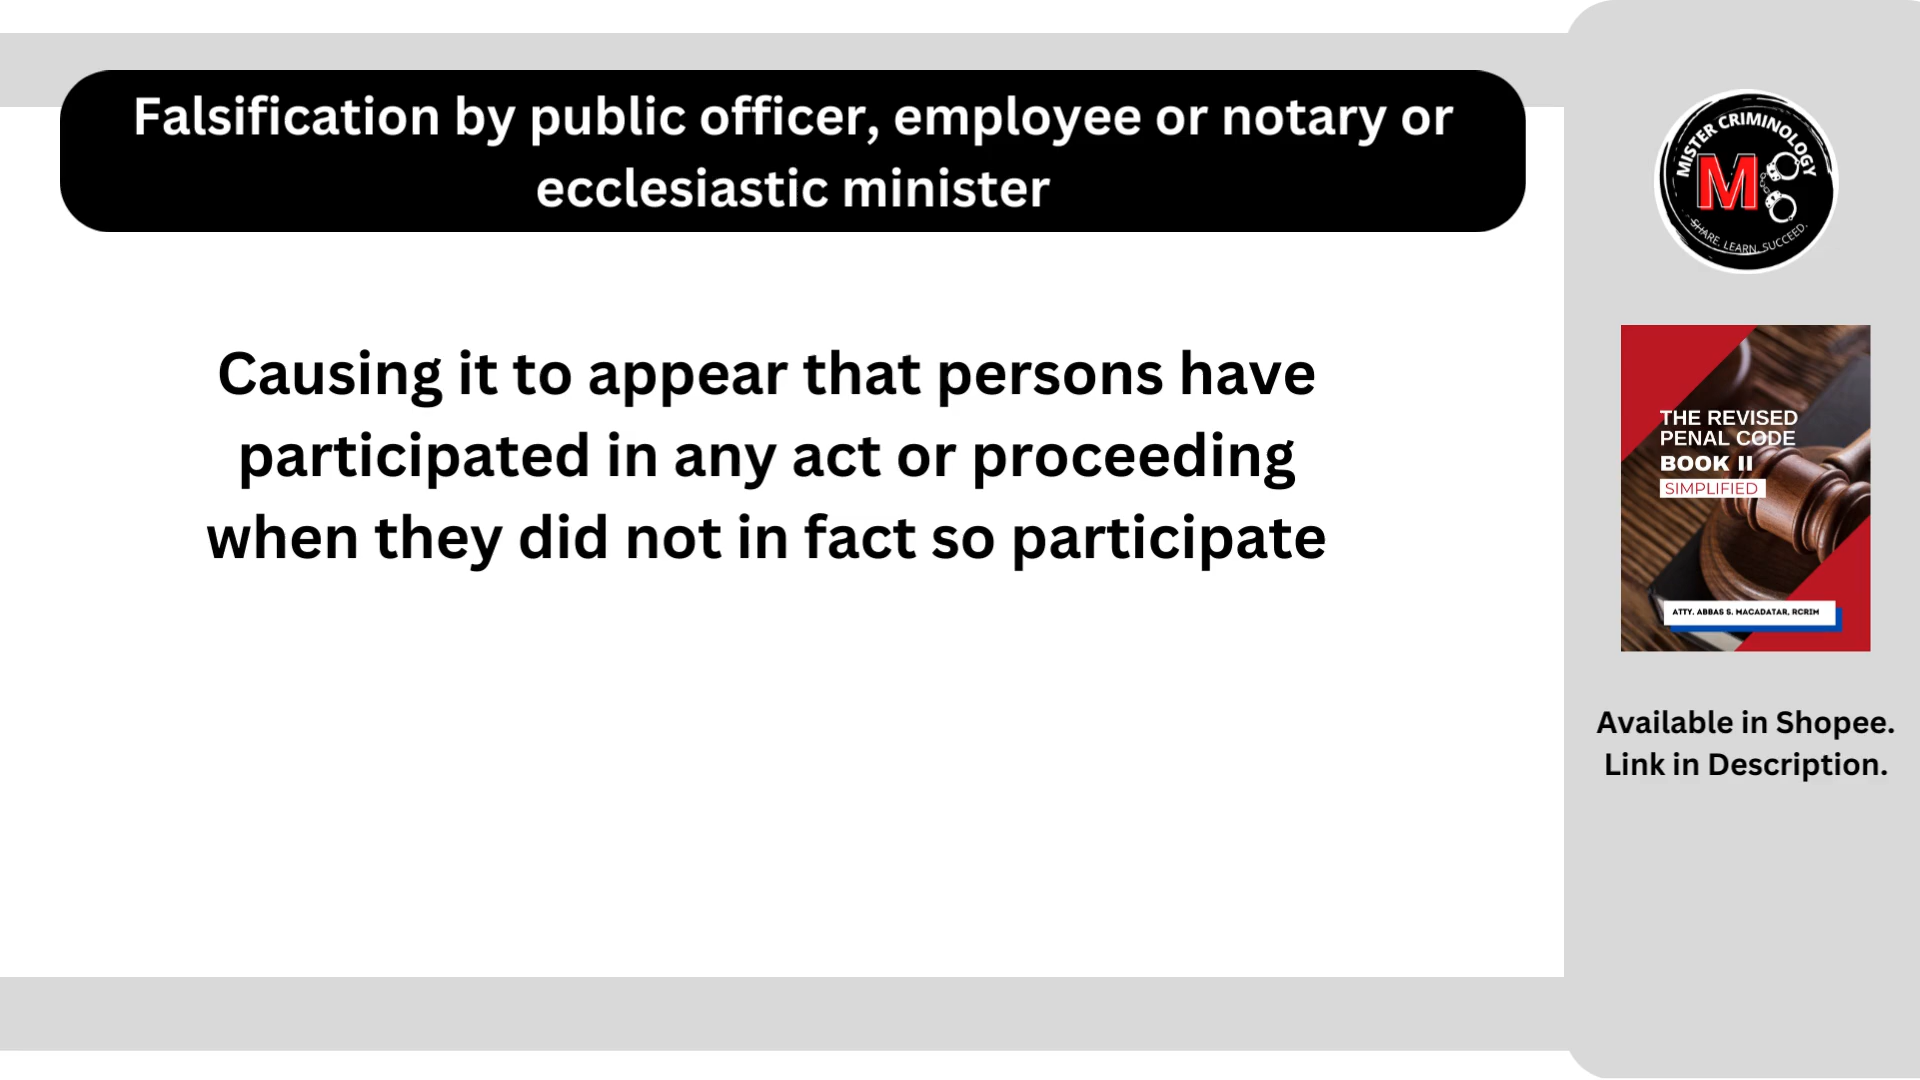 Falsification by public officer, employee or notary or
ecclesiastic minister
Causing it to appear that persons have
participated in any act or proceeding
when they did not in fact so participate
MISTER CRIMINOLOGY
M
SHARE. LEARN. SUCCEED.
THE REVISED
PENAL CODE
BOOK II
SIMPLIFIED
ATTY. ABBAS S. MACADATAR, RCRIM
Available in Shopee.
Link in Description.